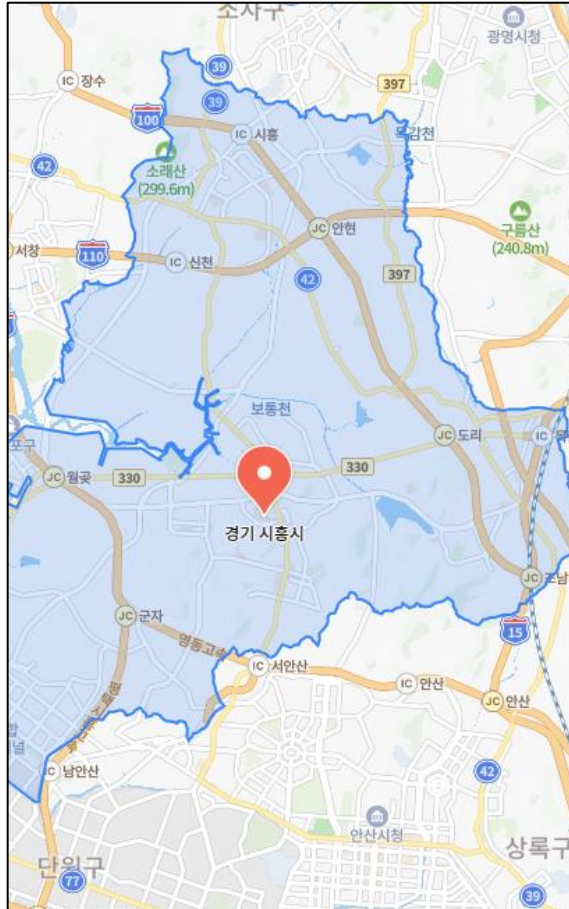 소사구
광명시청
39
IC 장수
39
397
100
IC 시흥
목감천
42
소래산
(299.6m)
구름산
(240.8m)
JC 안현
서창
110
IC 신천
42
397
보통천
JC 도리
IC
포구
JC 월곶
330
330
경기 시흥시
JC 군자
JC 조남
15
영동고속
IC 서안산
IC 안산
JC 안산
IC 남안산
42
안산시청
상록구
단원구
77
39